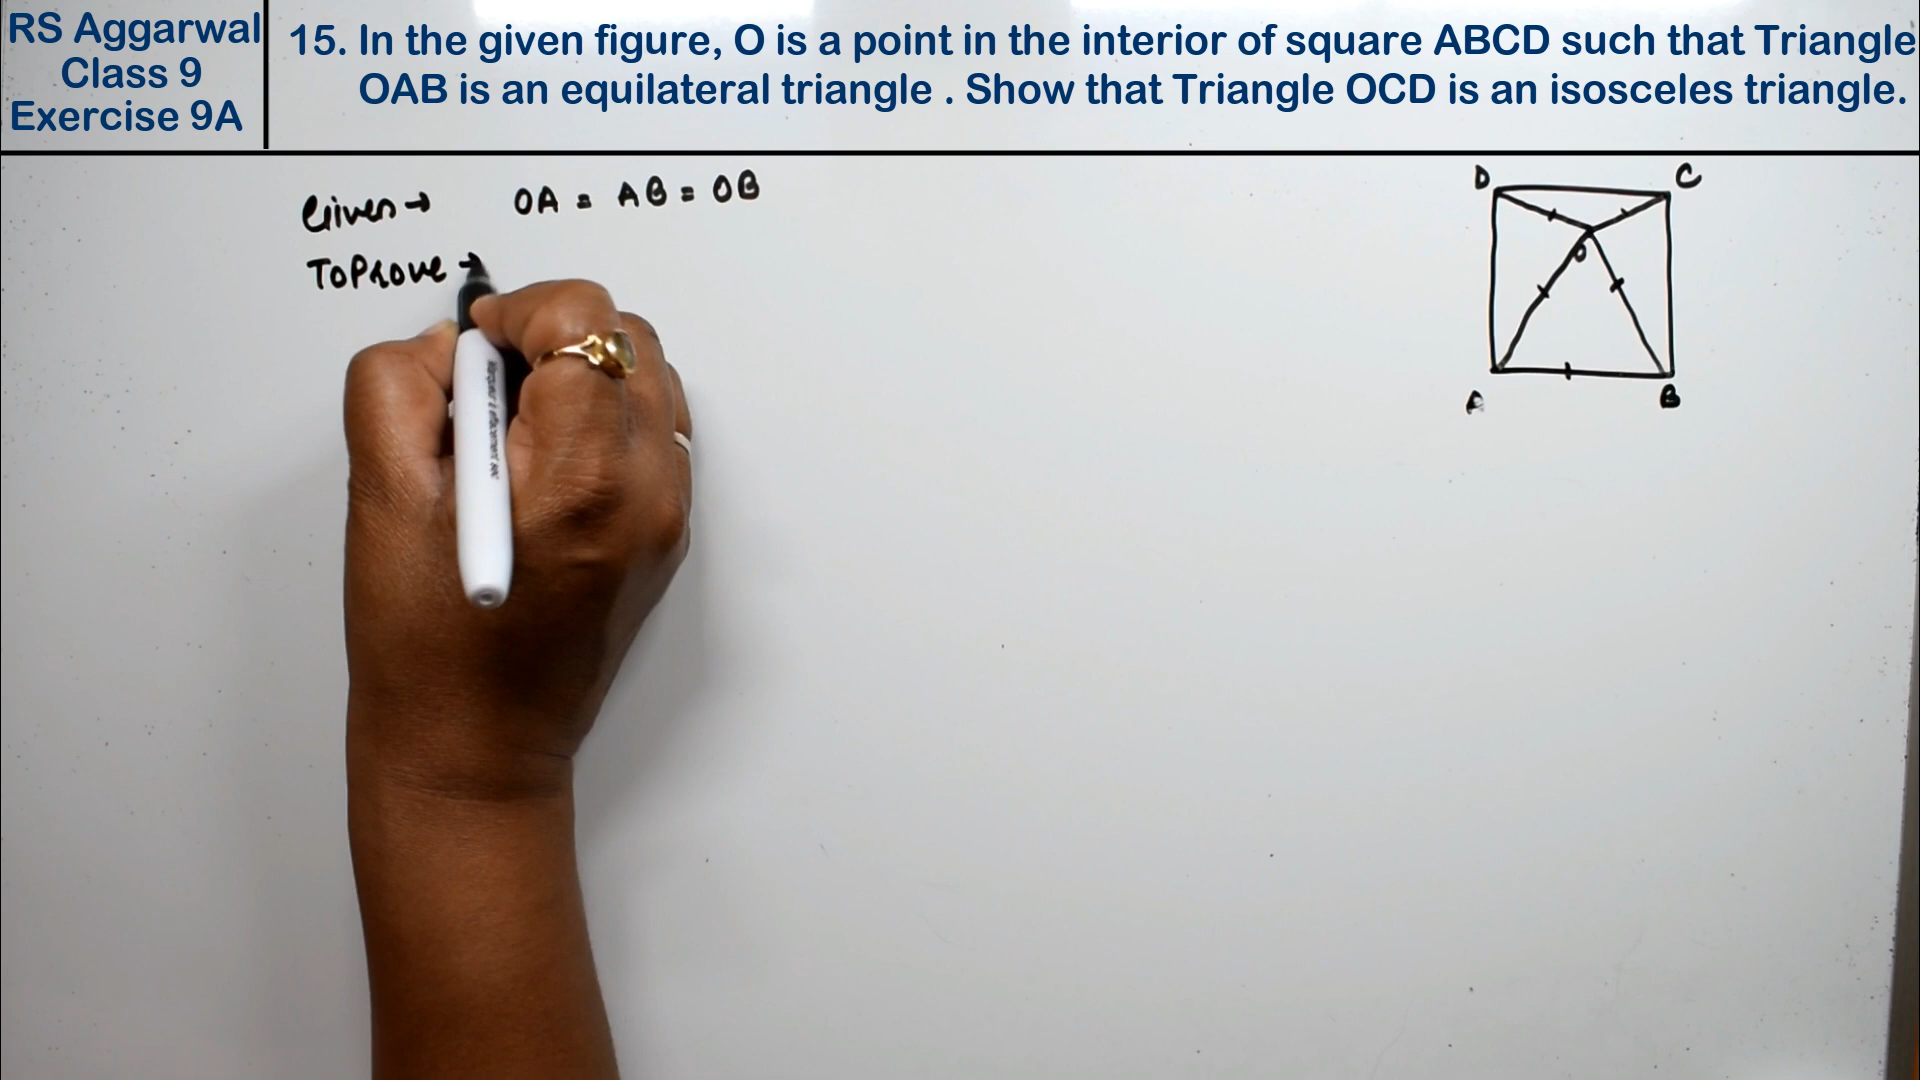 RS Aggarwal
Class 9
Exercise 9A
15. In the given figure, O is a point in the interior of square ABCD such that Triangle
OAB is an equilateral triangle . Show that Triangle OCD is an isosceles triangle.
Given → OA = AB = OB
To Prove →
D C
O
A B